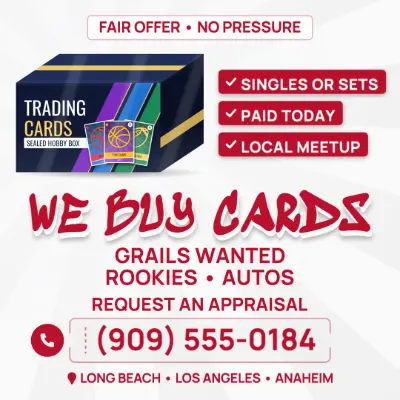 FAIR OFFER • NO PRESSURE
TRADING
CARDS
SEALED HOBBY BOX
SINGLES OR SETS
PAID TODAY
LOCAL MEETUP
WE BUY CARDS
GRAILS WANTED
ROOKIES • AUTOS
REQUEST AN APPRAISAL
(909) 555-0184
LONG BEACH • LOS ANGELES • ANAHEIM